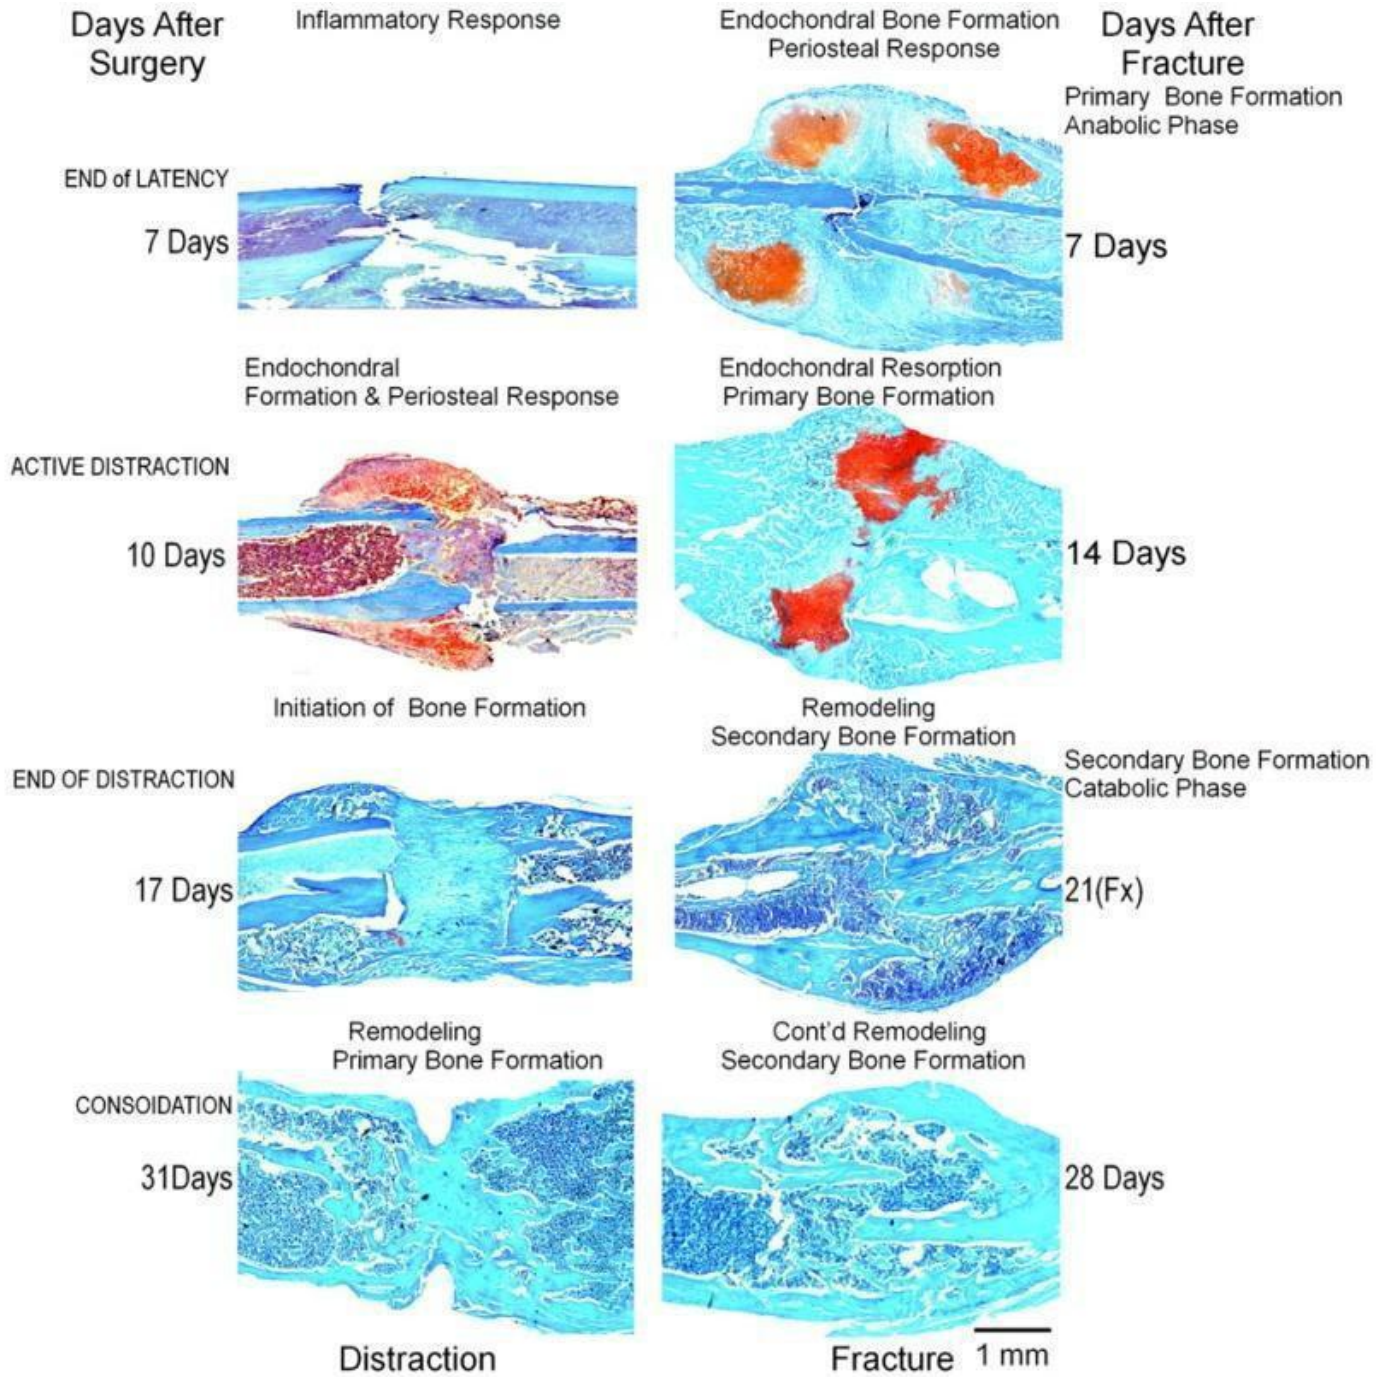 Days After
Surgery
Inflammatory Response
Endochondral Bone Formation
Periosteal Response
Days After
Fracture
Primary Bone Formation
Anabolic Phase
END of LATENCY
7 Days
7 Days
Endochondral
Formation & Periosteal Response
Endochondral Resorption
Primary Bone Formation
ACTIVE DISTRACTION
10 Days
14 Days
Initiation of Bone Formation
Remodeling
Secondary Bone Formation
Secondary Bone Formation
Catabolic Phase
END OF DISTRACTION
17 Days
21(Fx)
Remodeling
Primary Bone Formation
Cont'd Remodeling
Secondary Bone Formation
CONSOIDATION
31Days
28 Days
Distraction
Fracture
1 mm